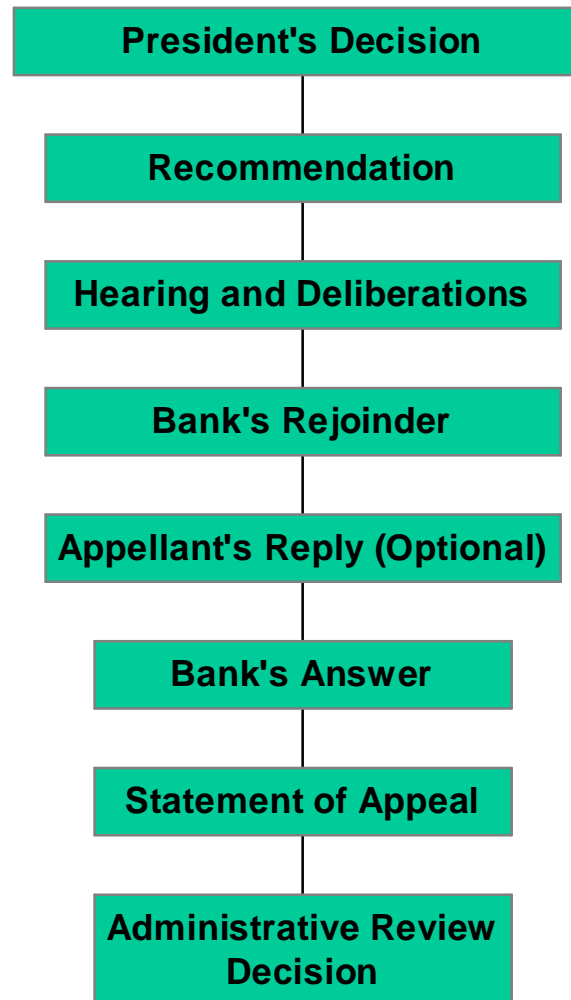 President's Decision
Recommendation
Hearing and Deliberations
Bank's Rejoinder
Appellant's Reply (Optional)
Bank's Answer
Statement of Appeal
Administrative Review
Decision